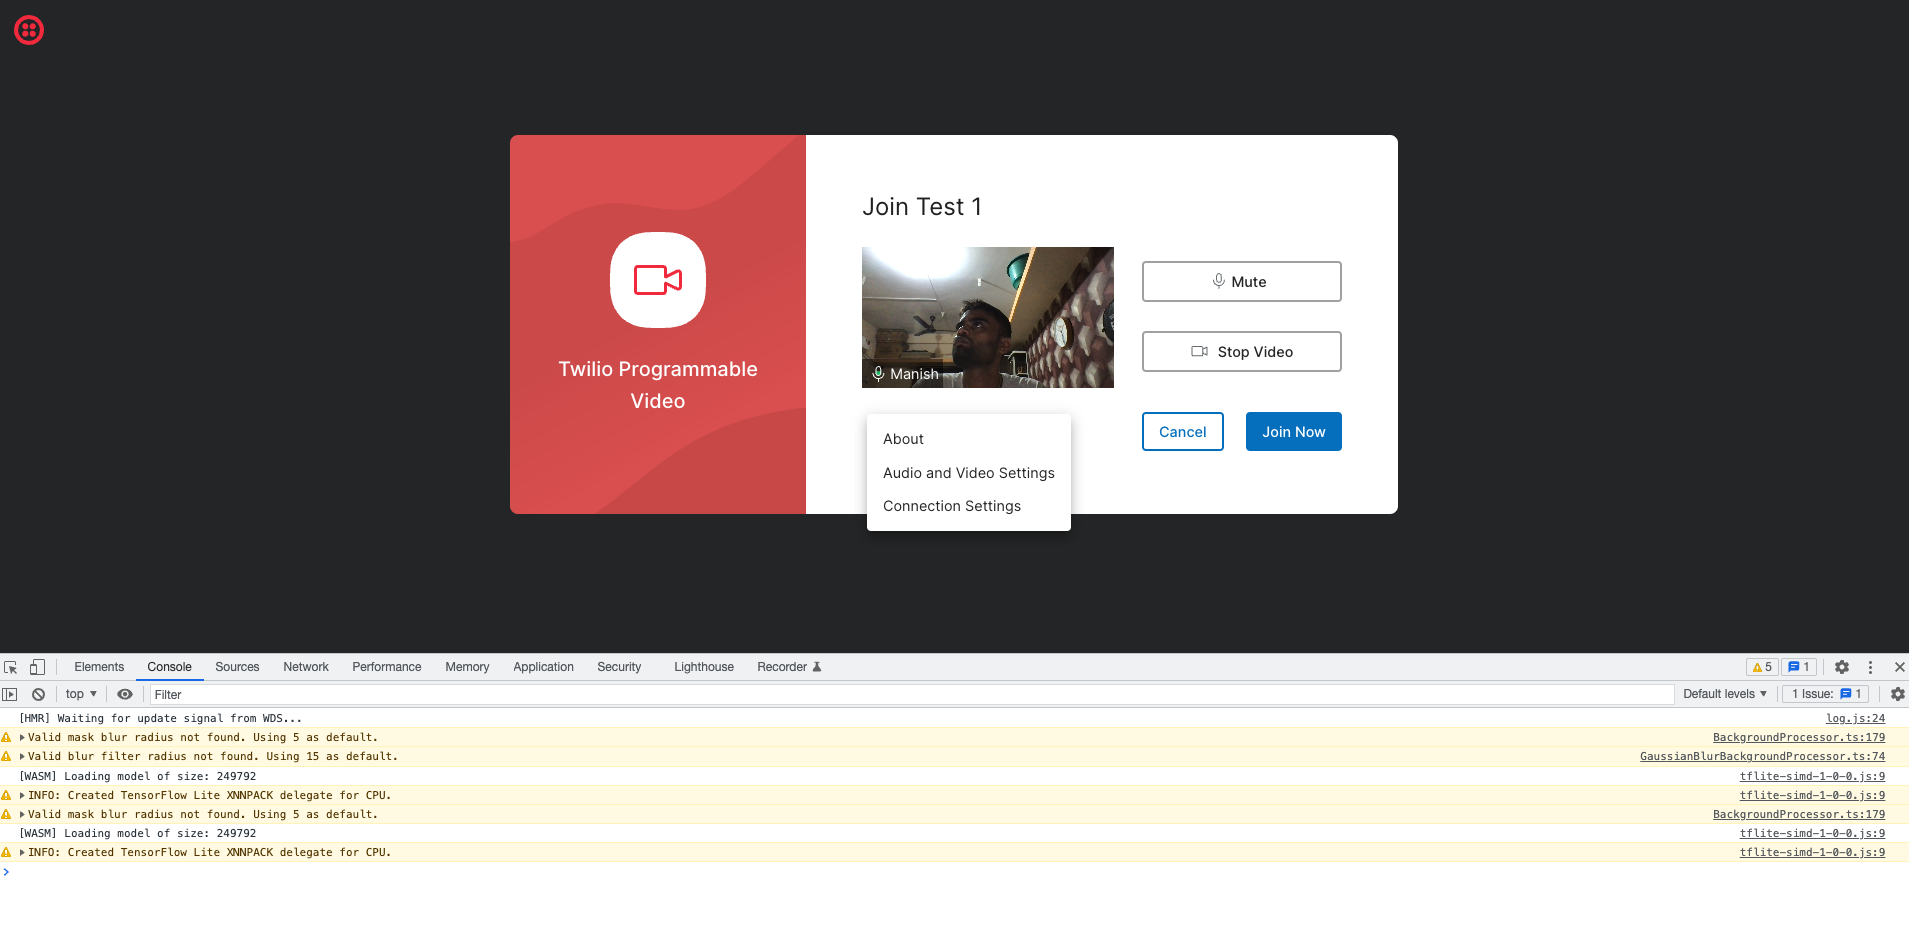 Join Test 1
Twilio Programmable
Video
Manish
Mute
Stop Video
Cancel
Join Now
About
Audio and Video Settings
Connection Settings
Elements Console Sources Network Performance Memory Application Security Lighthouse Recorder 5 1
top Filter Default levels 1 Issue: 1
[HMR] Waiting for update signal from WDS... log.js:24
Valid mask blur radius not found. Using 5 as default. BackgroundProcessor.ts:179
Valid blur filter radius not found. Using 15 as default. GaussianBlurBackgroundProcessor.ts:74
[WASM] Loading model of size: 249792 tflite-simd-1-0-0.js:9
INFO: Created TensorFlow Lite XNNPACK delegate for CPU. tflite-simd-1-0-0.js:9
Valid mask blur radius not found. Using 5 as default. BackgroundProcessor.ts:179
[WASM] Loading model of size: 249792 tflite-simd-1-0-0.js:9
INFO: Created TensorFlow Lite XNNPACK delegate for CPU. tflite-simd-1-0-0.js:9